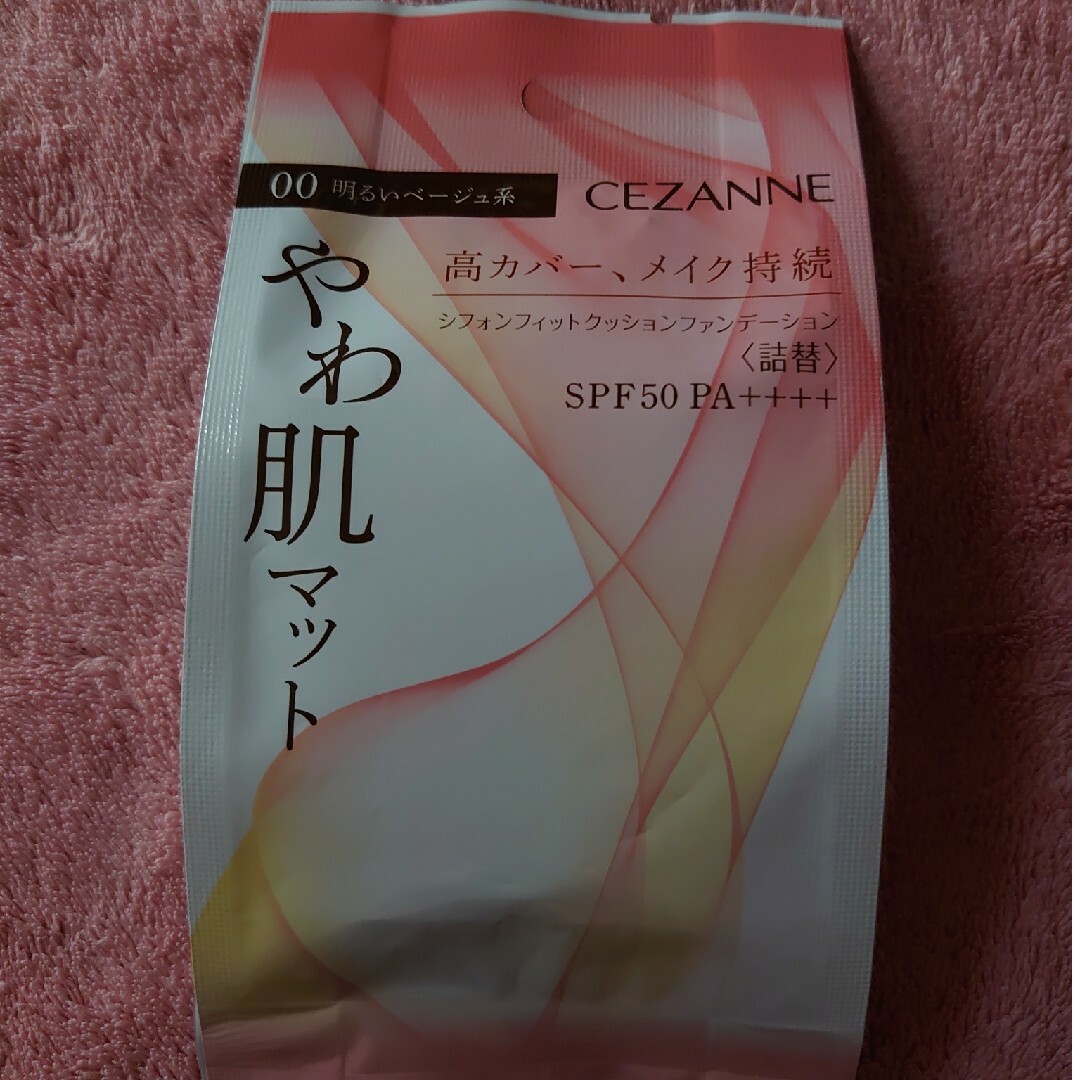 00 明るいベージュ系
CEZANNE
高カバー、メイク持続
シフォンフィットクッションファンデーション
〈詰替〉
SPF50 PA++++
やわ肌マット